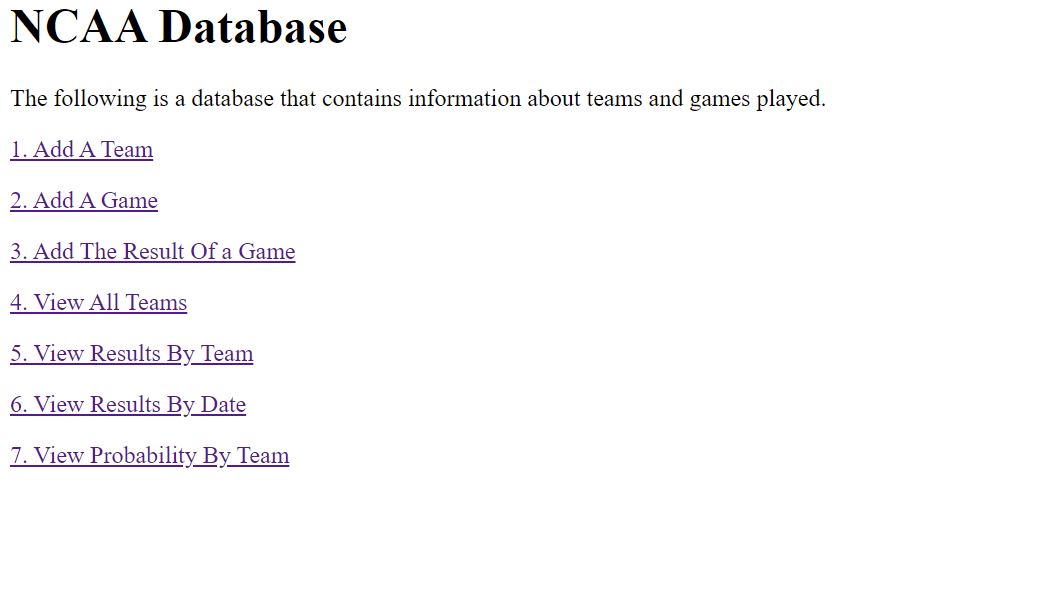 NCAA Database
The following is a database that contains information about teams and games played.
1. Add A Team
2. Add A Game
3. Add The Result Of a Game
4. View All Teams
5. View Results By Team
6. View Results By Date
7. View Probability By Team